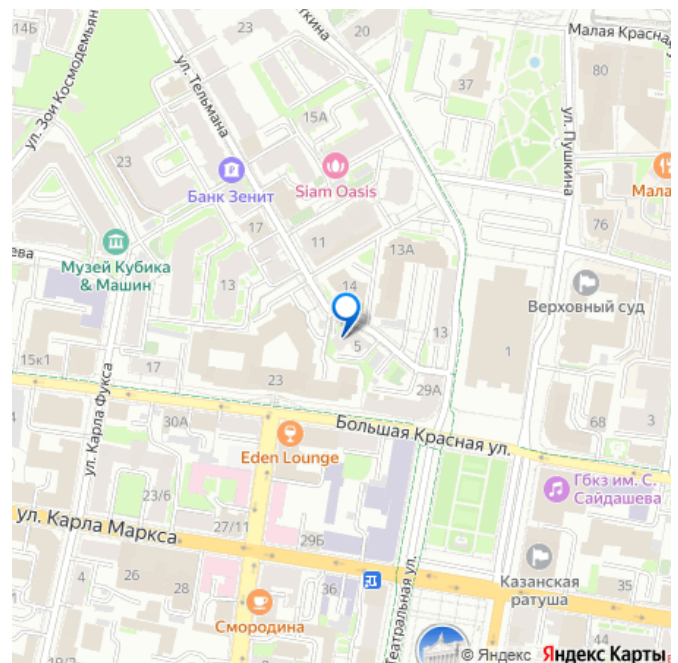 14Б
23
20
Малая Красна
37
80
ул. Зои Космодемьян
ул. Тельмана
ткина
15А
ул. Пушкина
23
Банк Зенит
Siam Oasis
Мала
17
11
76
ева
Музей Кубика
& Машин
13А
13
14
Верховный суд
15к1
17
5
13
1
23
29А
ул. Карла Фукса
30А
Большая Красная ул.
68
3
Eden Lounge
Гбкз им. С.
Сайдашева
23/6
27/11
29Б
ул. Карла Маркса
4
26
28
36
Театральная ул.
Казанская
ратуша
35
Смородина
44
18/2
© Яндекс Яндекс Карты